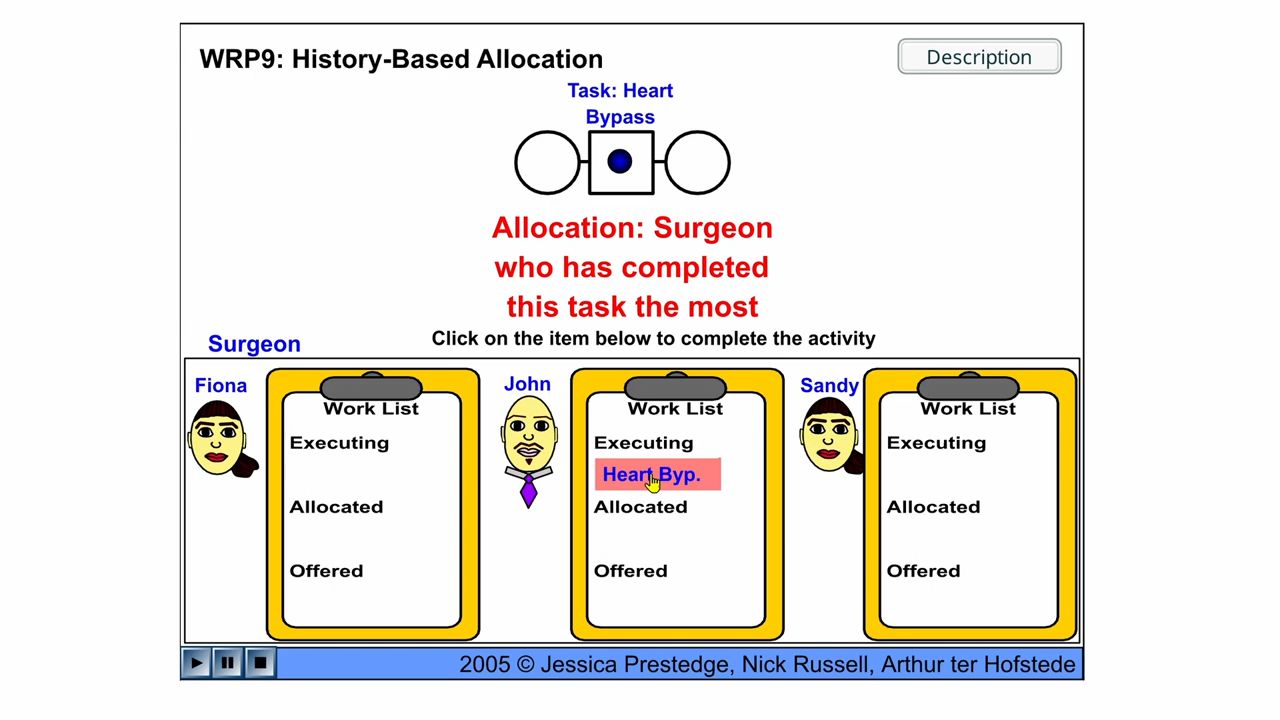 WRP9: History-Based Allocation
Description
Task: Heart
Bypass
Allocation: Surgeon
who has completed
this task the most
Click on the item below to complete the activity
Surgeon
Fiona
Work List
Executing
Allocated
Offered
John
Work List
Executing
Heart Byp.
Allocated
Offered
Sandy
Work List
Executing
Allocated
Offered
2005 © Jessica Prestedge, Nick Russell, Arthur ter Hofstede